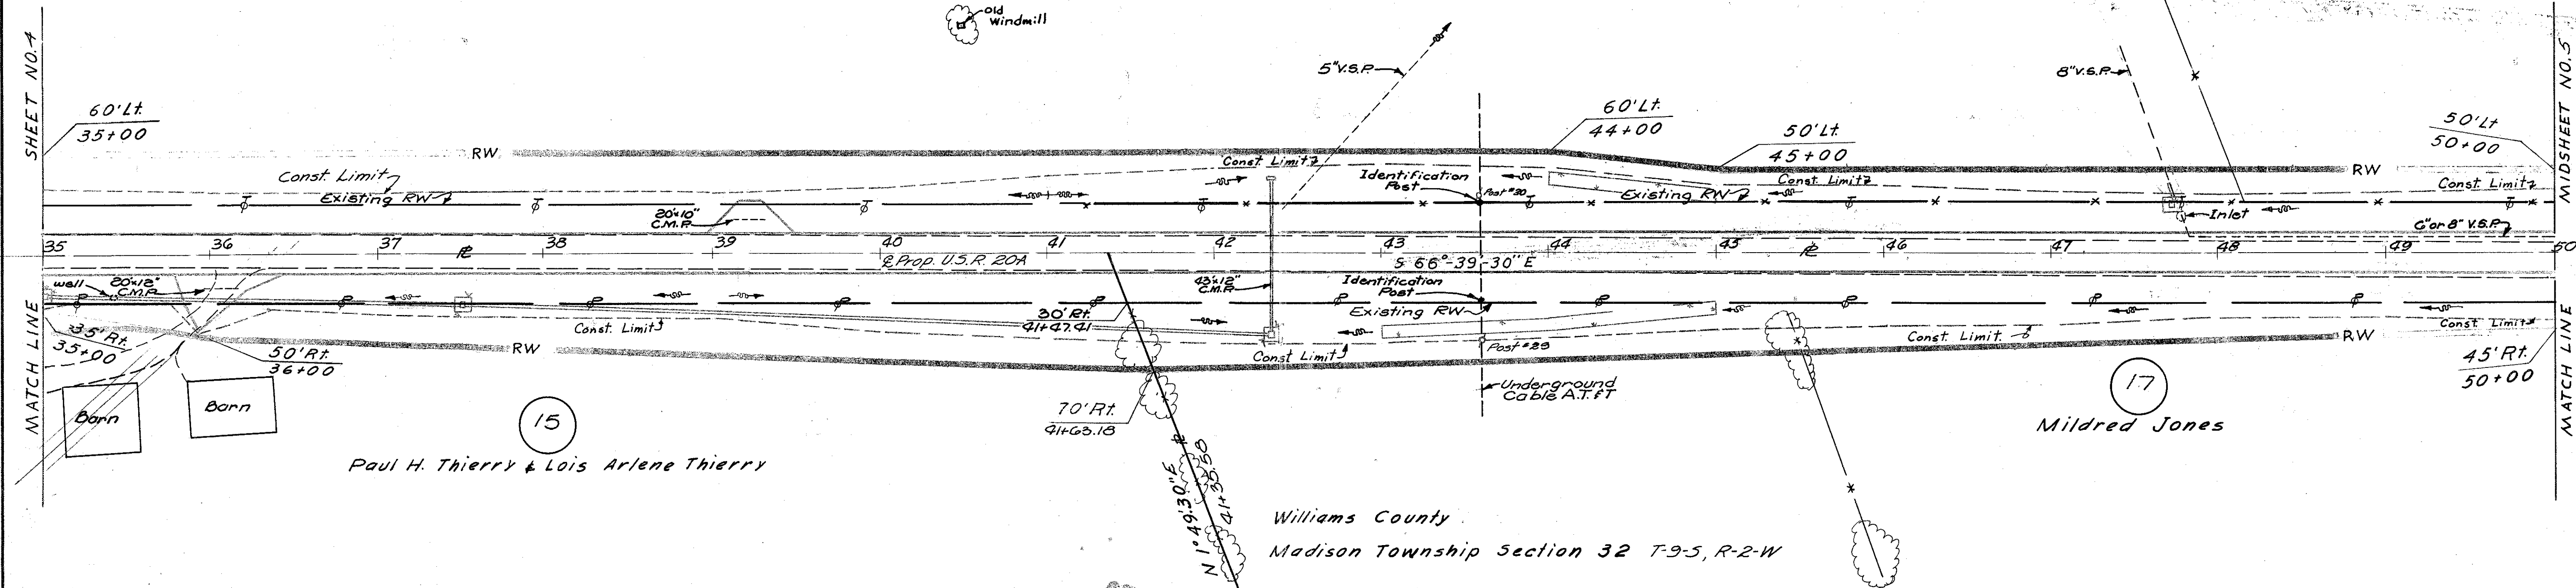 SHEET NO. 4
MATCH LINE
60' Lt.
35+00
RW
Const Limit
Existing RW
20'x10"
C.M.P.
Old
Windmill
5" V.S.P.
Const Limit
Identification
Post
Post #30
60' Lt.
44+00
50' Lt.
45+00
Existing RW
Const Limit
8" V.S.P.
Inlet
RW
50' Lt
50+00
Const Limit
6" or 8" V.S.P.
MIDSHEET NO. 5
35 36 37 38 39 40 41 42 43 44 45 46 47 48 49 50
℄ Prop. U.S.R. 20A
S 66°-39'-30" E
well
20'x12"
C.M.P.
35' Rt.
35+00
50' Rt.
36+00
Const. Limit
RW
30' Rt.
41+47.41
43'x12"
C.M.P.
Identification
Post
Existing RW
Const Limit
Post #29
Underground
Cable A.T.&T
Const. Limit
RW
Const Limit
45' Rt.
50+00
MATCH LINE
Barn
Barn
15
Paul H. Thierry & Lois Arlene Thierry
70' Rt.
41+63.18
N 1° 49' 30" E
41+35.58
17
Mildred Jones
Williams County
Madison Township Section 32 T-9-S, R-2-W